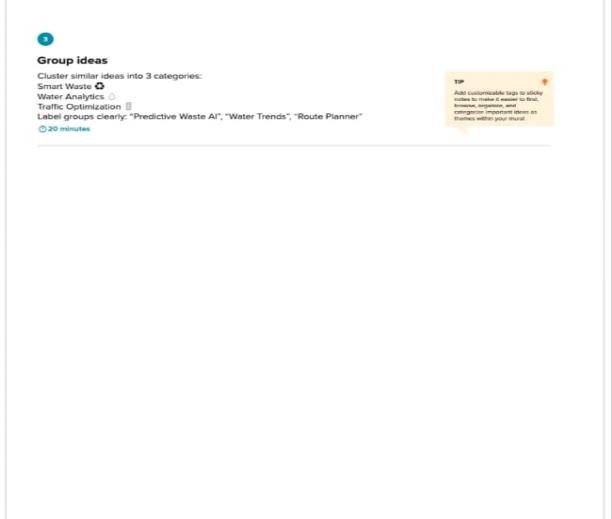 3
Group ideas
Cluster similar ideas into 3 categories:
Smart Waste ♻
Water Analytics 💧
Traffic Optimization 🚦
Label groups clearly: “Predictive Waste AI”, “Water Trends”, “Route Planner”
20 minutes
TIP
Add customizable tags to sticky
notes to make it easier to find,
browse, organize, and
categorize important ideas as
themes within your mural.